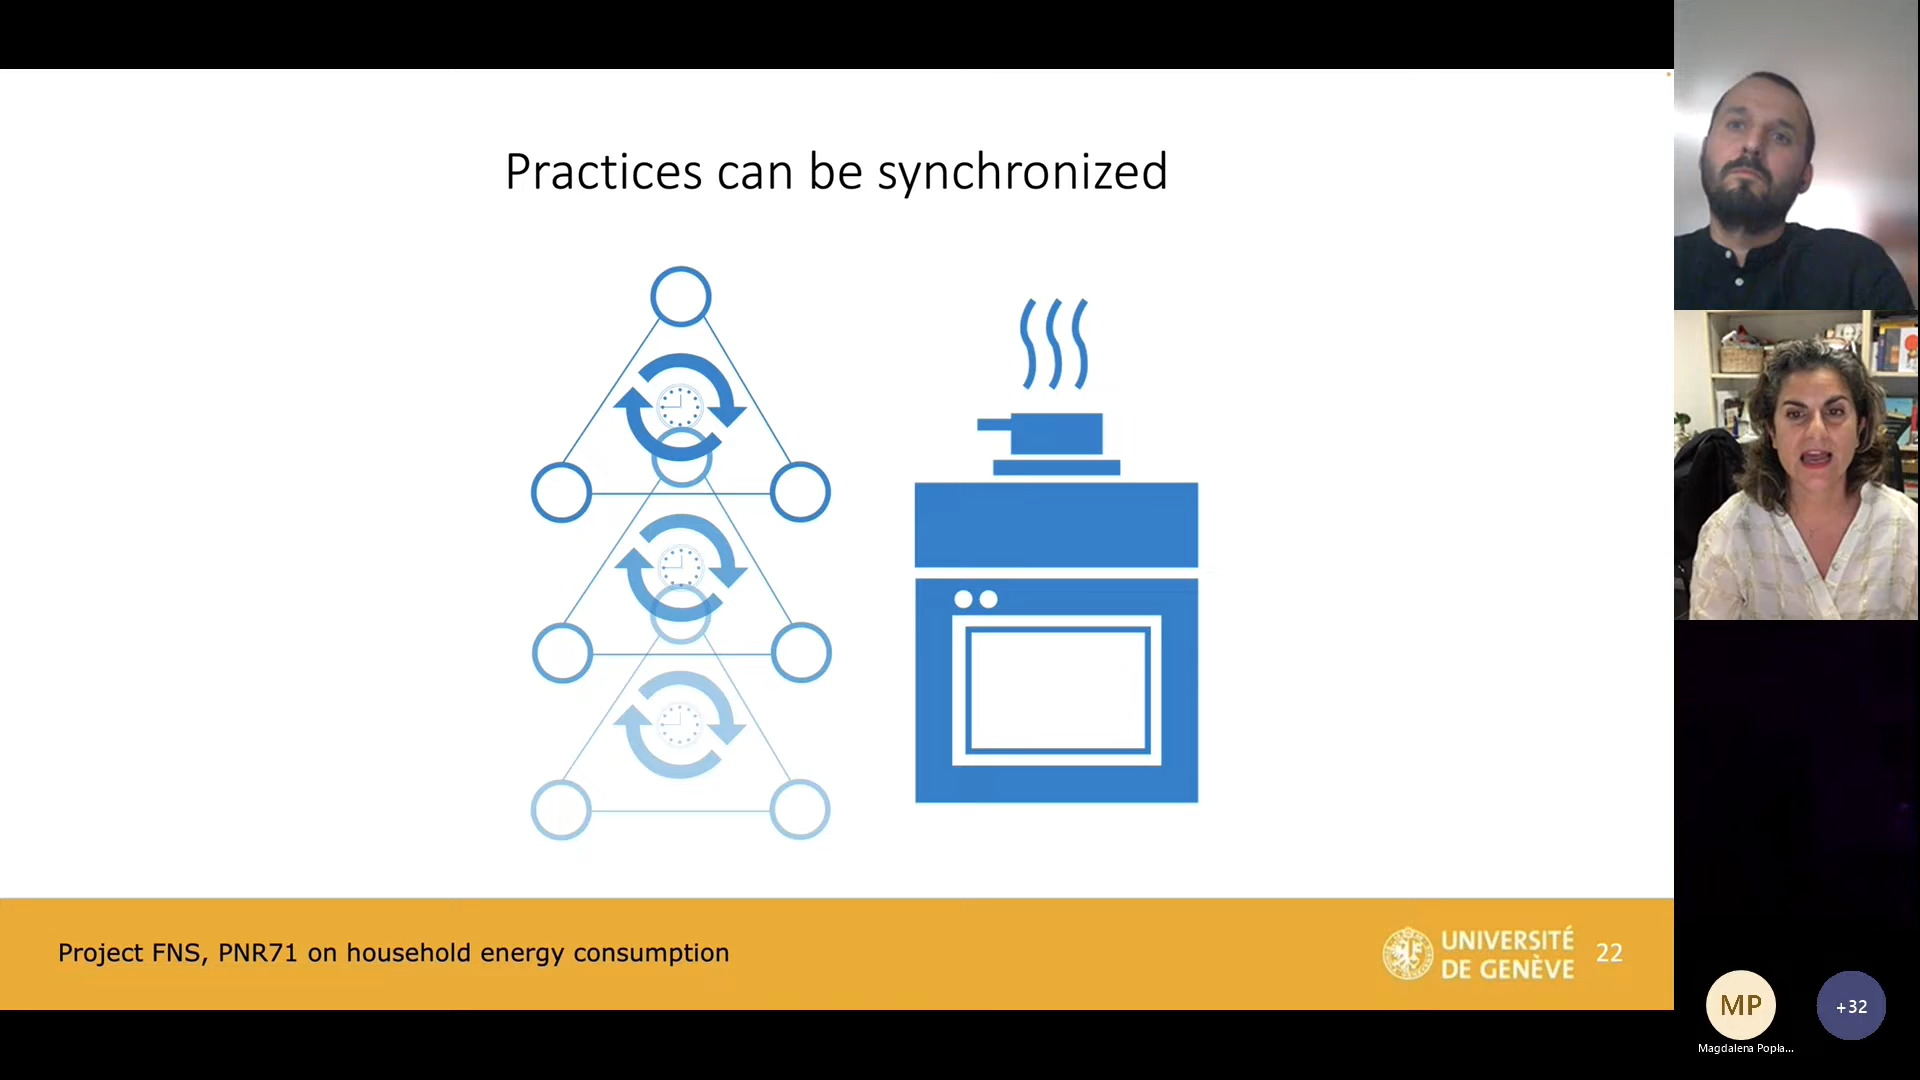 Practices can be synchronized
Project FNS, PNR71 on household energy consumption
UNIVERSITÉ
DE GENÈVE
22
MP
+32
Magdalena Popla...